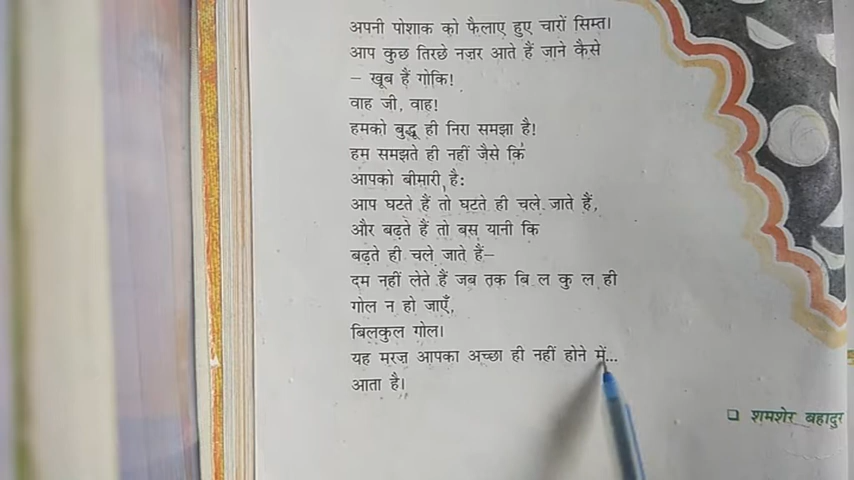 अपनी पोशाक को फैलाए हुए चारों सिम्त।
आप कुछ तिरछे नज़र आते हैं जाने कैसे
– खूब हैं गोकि!
वाह जी, वाह!
हमको बुद्धू ही निरा समझा है!
हम समझते ही नहीं जैसे कि
आपको बीमारी है:
आप घटते हैं तो घटते ही चले जाते हैं,
और बढ़ते हैं तो बस यानी कि
बढ़ते ही चले जाते हैं–
दम नहीं लेते हैं जब तक बि ल कु ल ही
गोल न हो जाएँ,
बिलकुल गोल।
यह मरज़ आपका अच्छा ही नहीं होने में...
आता है।
❑ शमशेर बहादुर